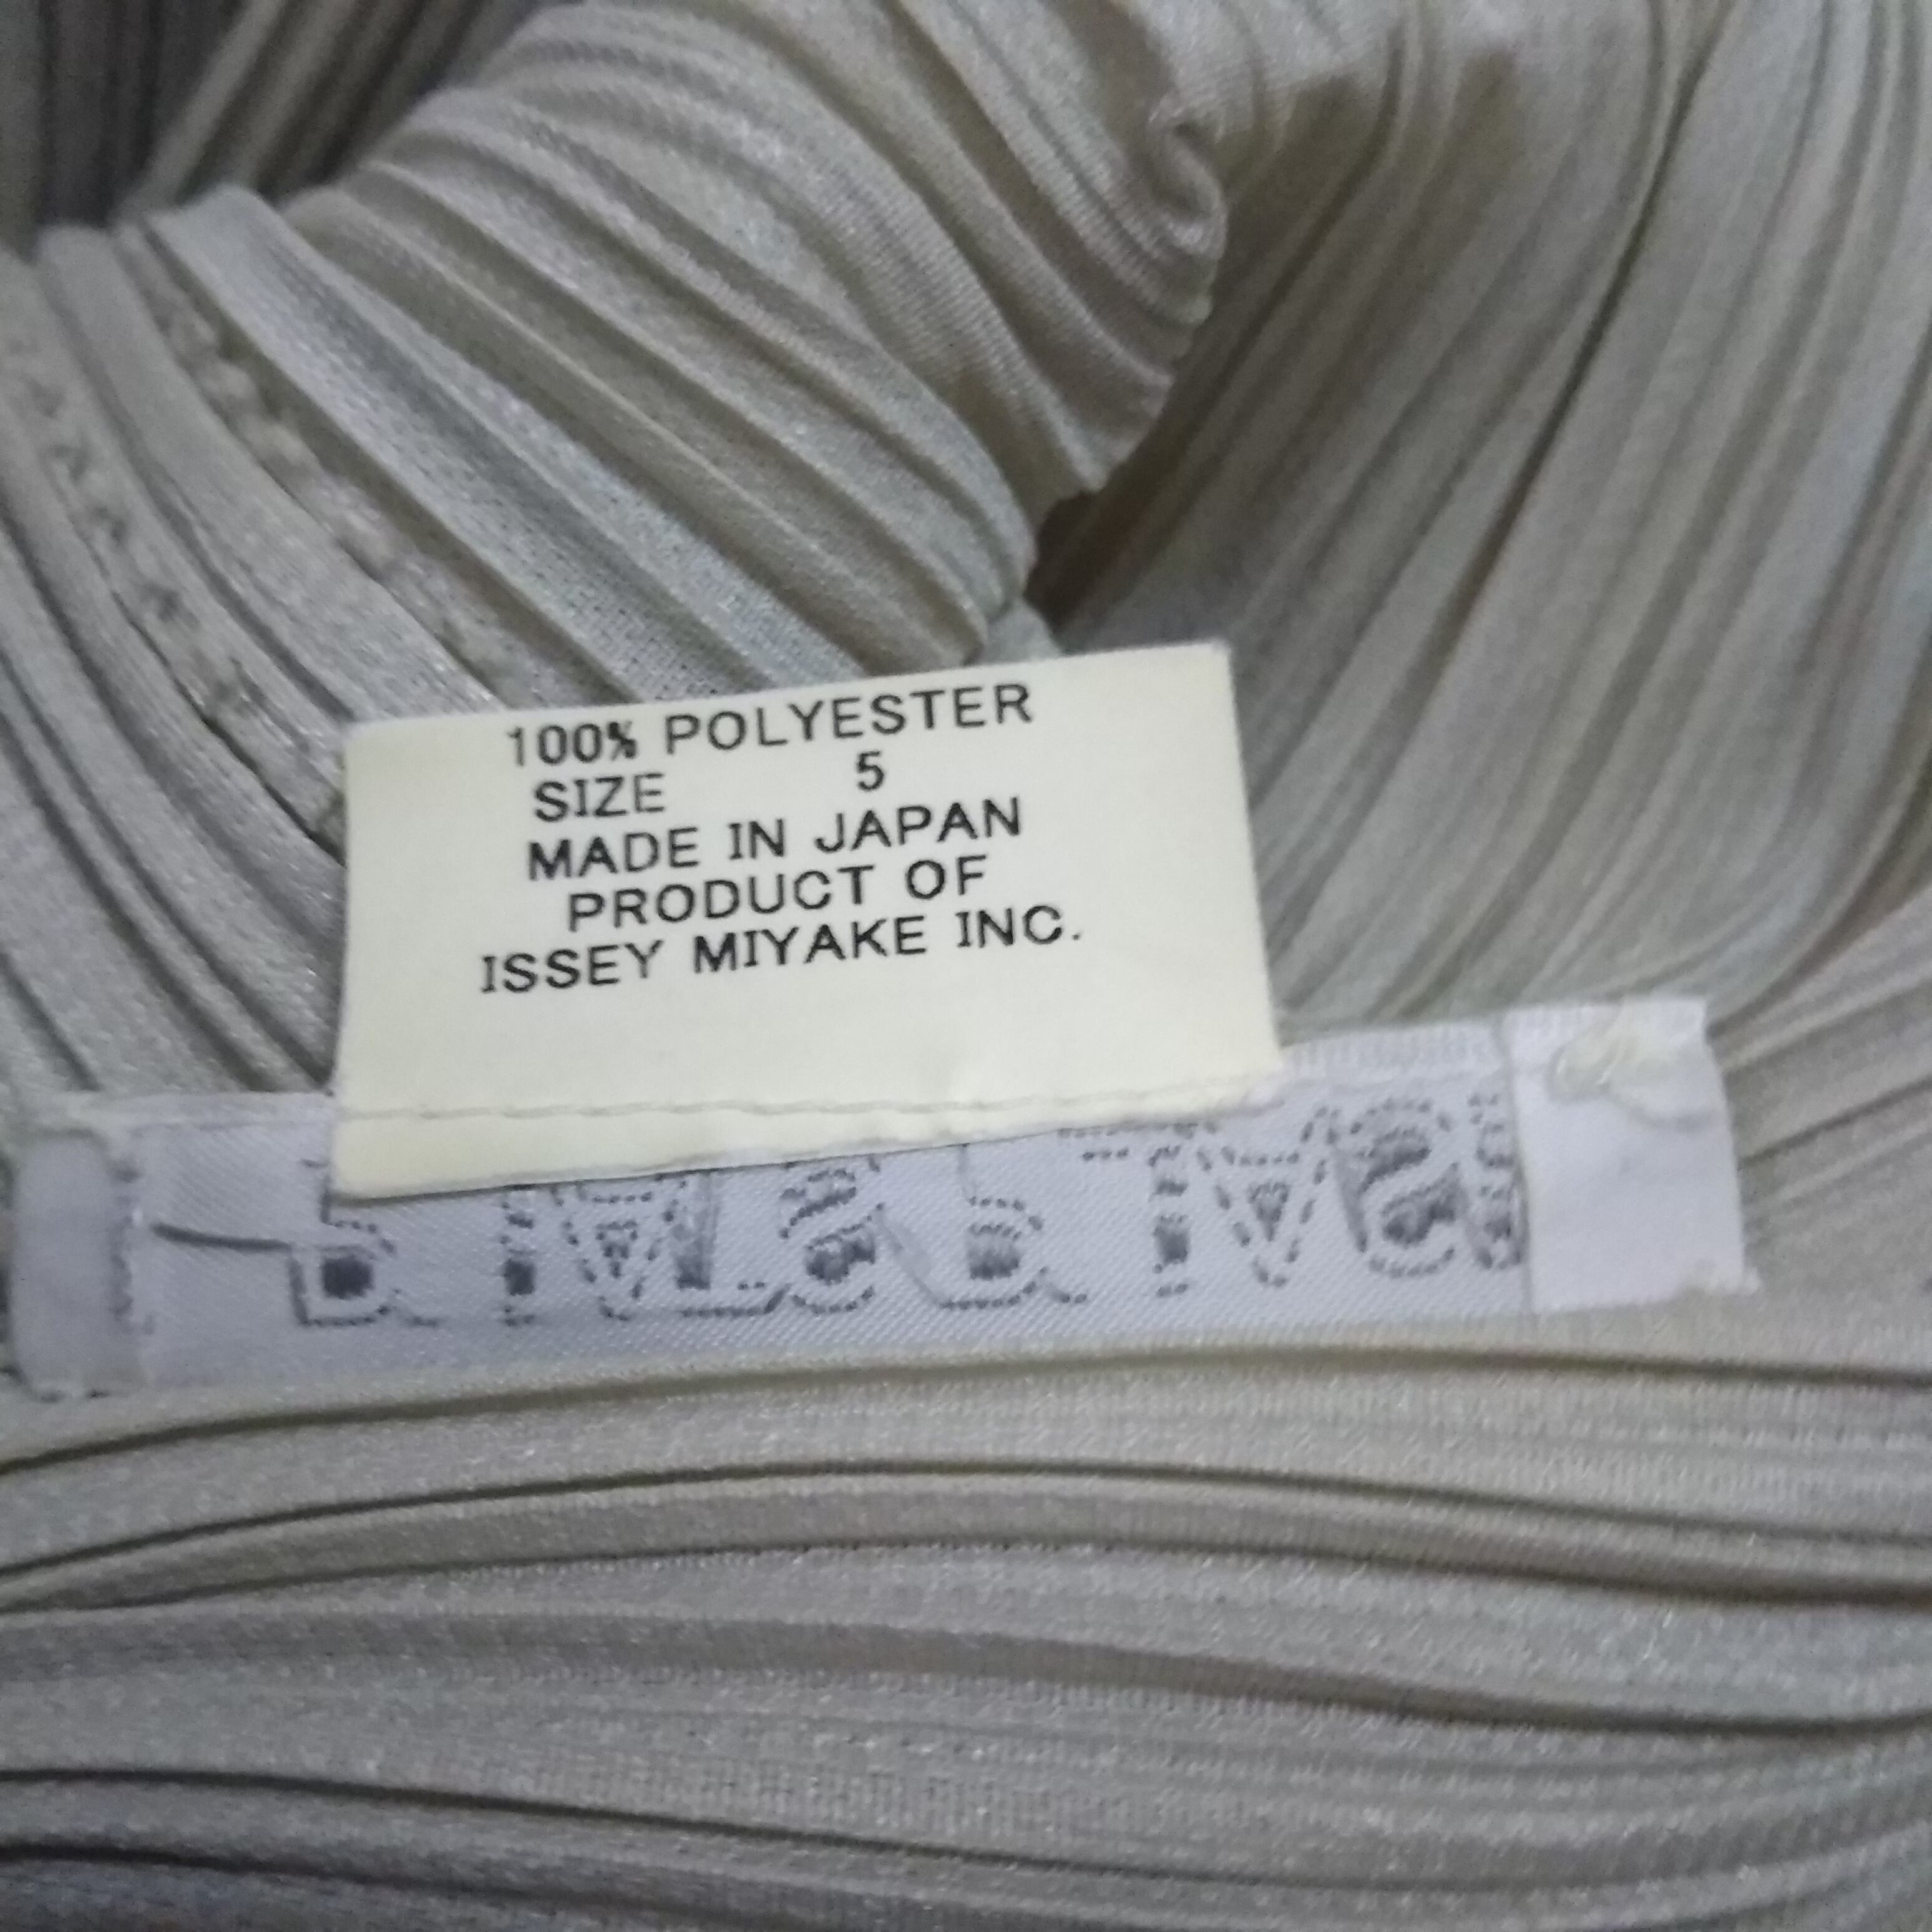 100% POLYESTER
SIZE 5
MADE IN JAPAN
PRODUCT OF
ISSEY MIYAKE INC.